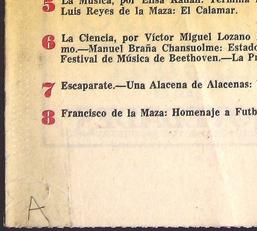 5 La Música, por Elisa Kahan. Termina
Luis Reyes de la Maza: El Calamar.
6 La Ciencia, por Víctor Miguel Lozano
mo.—Manuel Braña Chansuolme: Estado
Festival de Música de Beethoven.—La Pr
7 Escaparate.—Una Alacena de Alacenas:
8 Francisco de la Maza: Homenaje a Futb
A